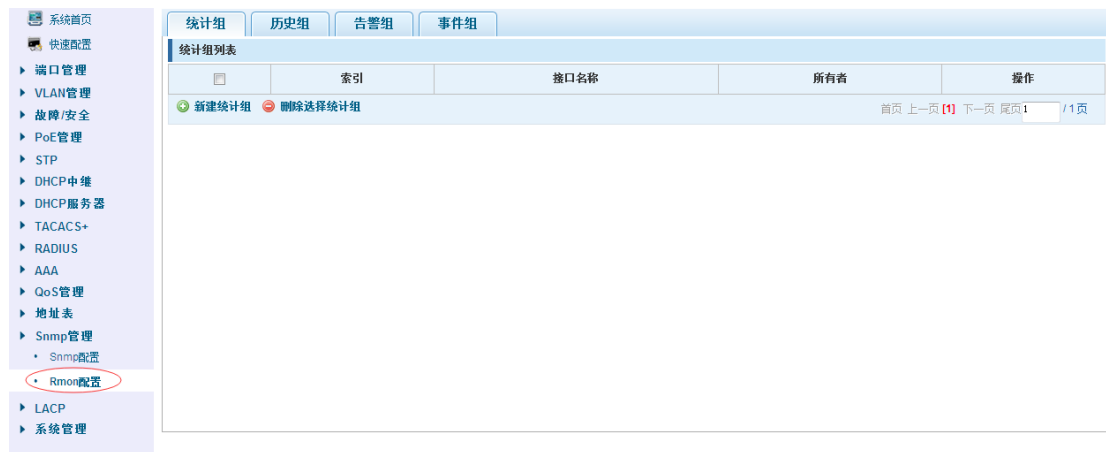 系统首页
快速配置
端口管理
VLAN管理
故障/安全
PoE管理
STP
DHCP中继
DHCP服务器
TACACS+
RADIUS
AAA
QoS管理
地址表
Snmp管理
Snmp配置
Rmon配置
LACP
系统管理
统计组 历史组 告警组 事件组
统计组列表
索引 接口名称 所有者 操作
新建统计组 删除选择统计组 首页 上一页 [1] 下一页 尾页 1 / 1 页